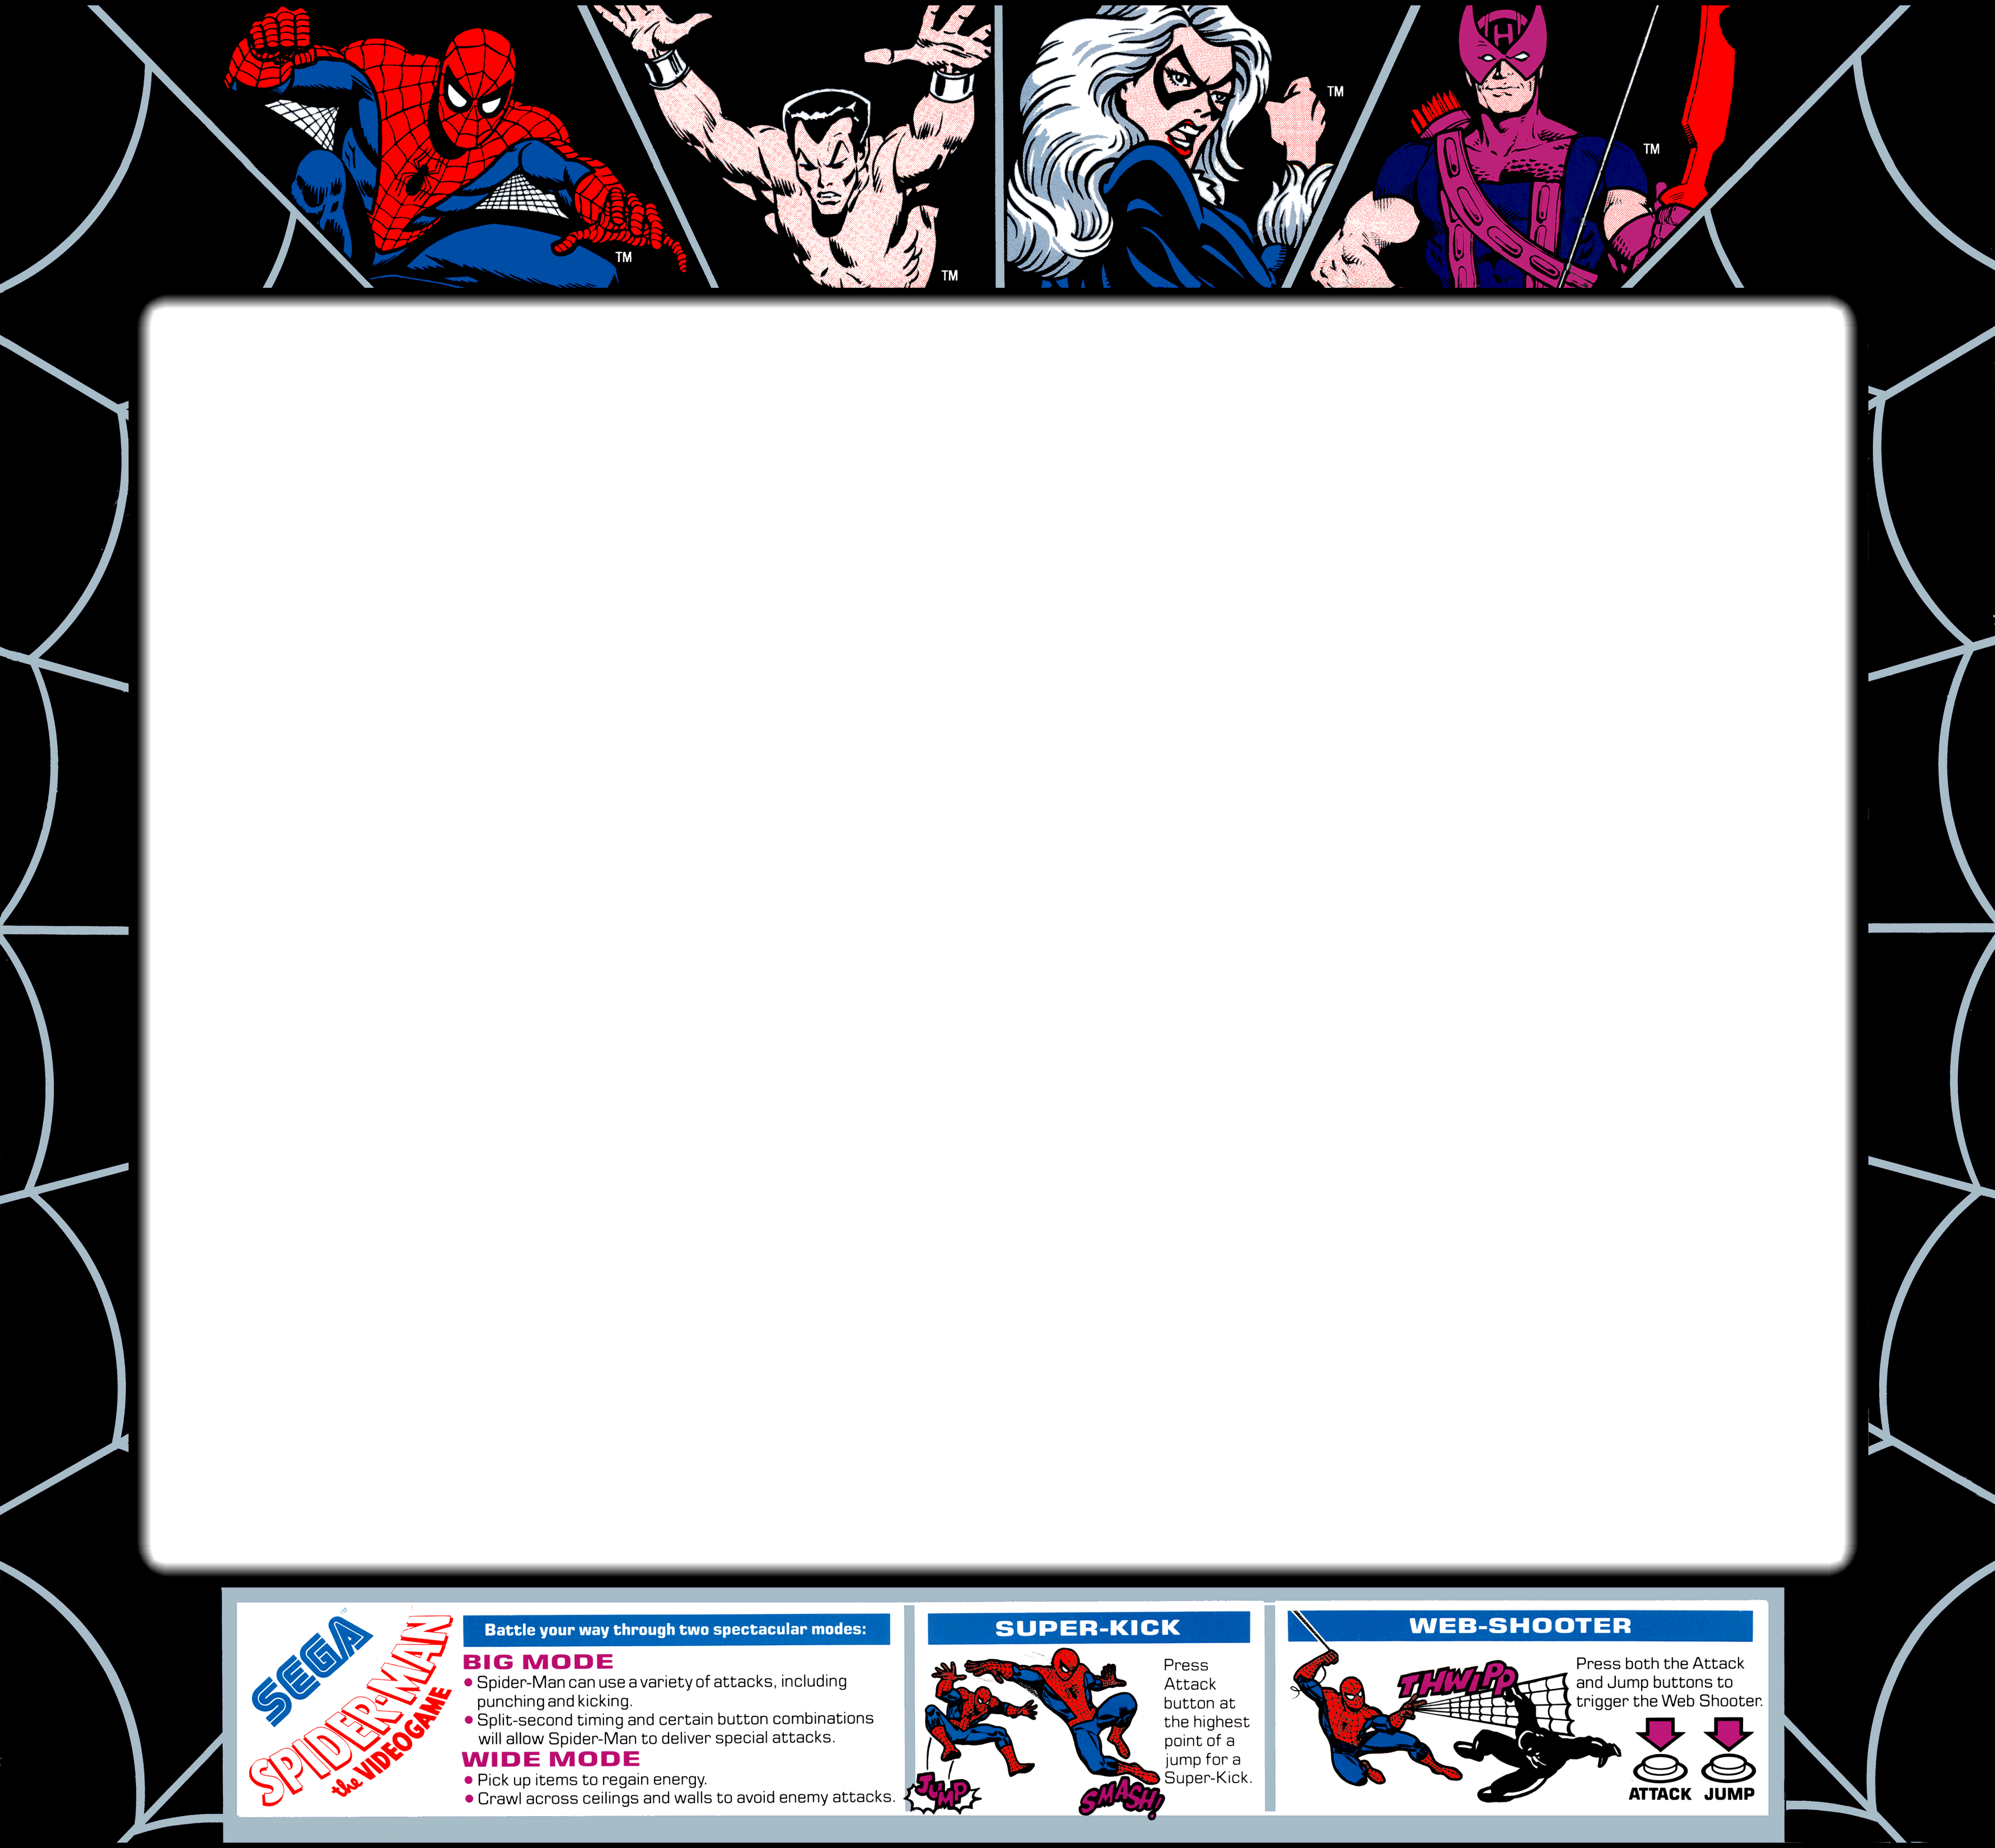 TM
TM
TM
TM
H
SEGA
TM
SPIDER-MAN
the VIDEOGAME
Battle your way through two spectacular modes:
BIG MODE
• Spider-Man can use a variety of attacks, including
punching and kicking.
• Split-second timing and certain button combinations
will allow Spider-Man to deliver special attacks.
WIDE MODE
• Pick up items to regain energy.
• Crawl across ceilings and walls to avoid enemy attacks.
SUPER-KICK
Press
Attack
button at
the highest
point of a
jump for a
Super-Kick.
JUMP
SMASH!
WEB-SHOOTER
THWIPP
Press both the Attack
and Jump buttons to
trigger the Web Shooter.
ATTACK JUMP